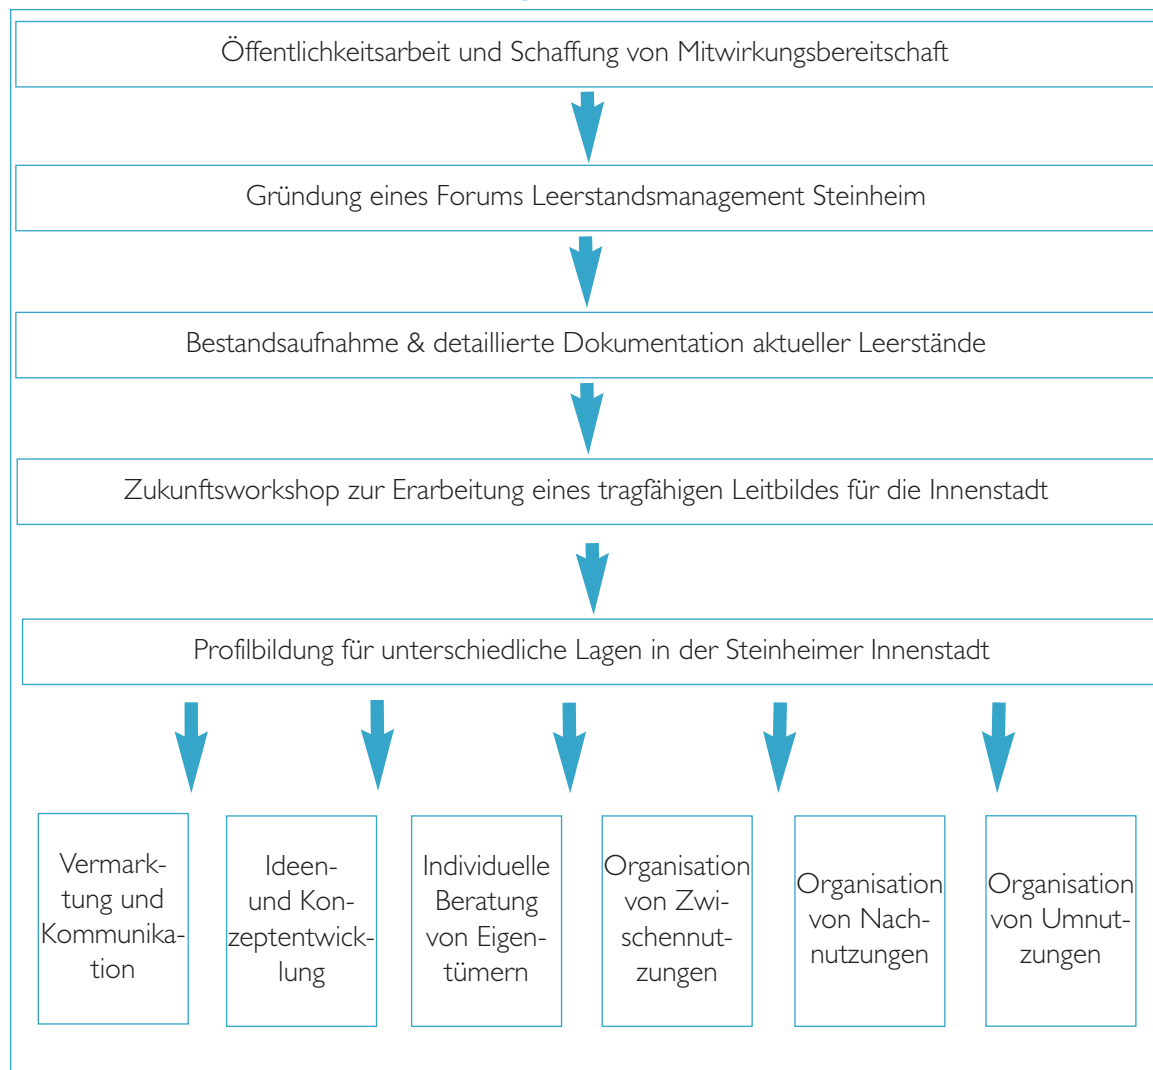 Öffentlichkeitsarbeit und Schaffung von Mitwirkungsbereitschaft
Gründung eines Forums Leerstandsmanagement Steinheim
Bestandsaufnahme & detaillierte Dokumentation aktueller Leerstände
Zukunftsworkshop zur Erarbeitung eines tragfähigen Leitbildes für die Innenstadt
Profilbildung für unterschiedliche Lagen in der Steinheimer Innenstadt
Vermark-
tung und
Kommunika-
tion
Ideen-
und Kon-
zeptentwick-
lung
Individuelle
Beratung
von Eigen-
tümern
Organisation
von Zwi-
schennut-
zungen
Organisation
von Nach-
nutzungen
Organisation
von Umnut-
zungen